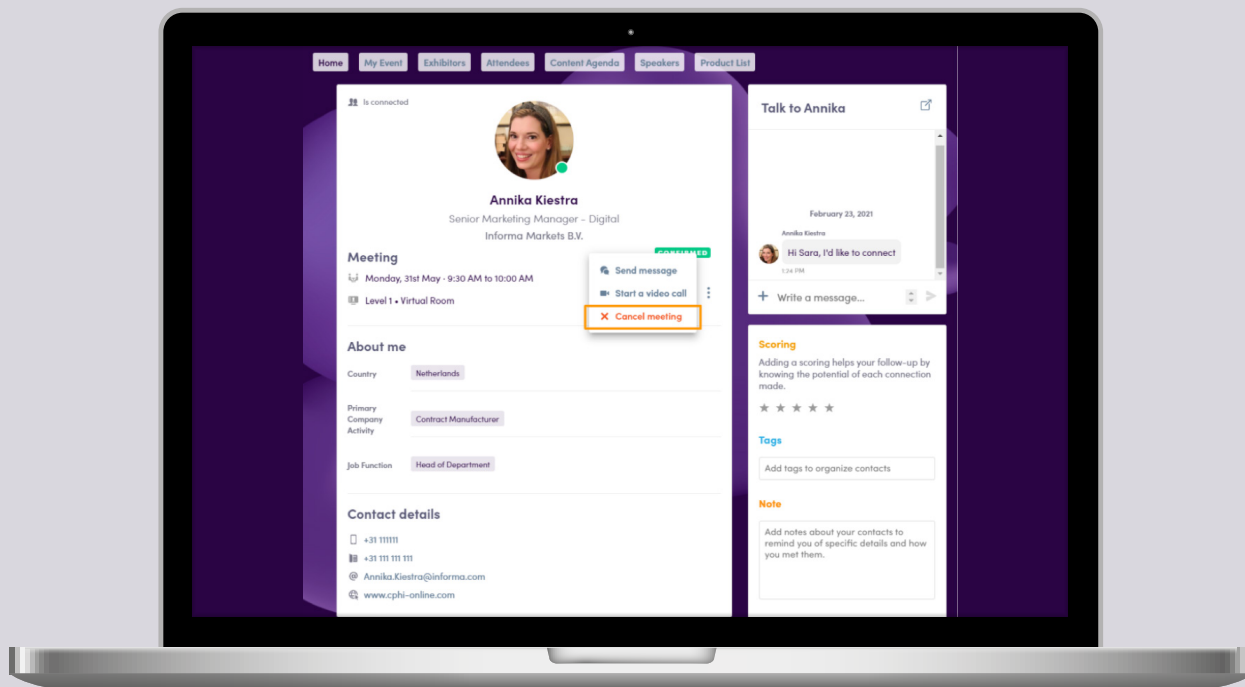 Home My Event Exhibitors Attendees Content Agenda Speakers Product List
Is connected
Annika Kiestra
Senior Marketing Manager - Digital
Informa Markets B.V.
Meeting
CONFIRMED
Monday, 31st May - 9:30 AM to 10:00 AM
Level 1 • Virtual Room
Send message
Start a video call
Cancel meeting
About me
Country Netherlands
Primary
Company
Activity
Contract Manufacturer
Job Function Head of Department
Contact details
+31 111111
+31 111 111 111
Annika.Kiestra@informa.com
www.cphi-online.com
Talk to Annika
February 23, 2021
Annika Kiestra
Hi Sara, I'd like to connect
1:34 PM
Write a message...
Scoring
Adding a scoring helps your follow-up by
knowing the potential of each connection
made.
Tags
Add tags to organize contacts
Note
Add notes about your contacts to
remind you of specific details and how
you met them.